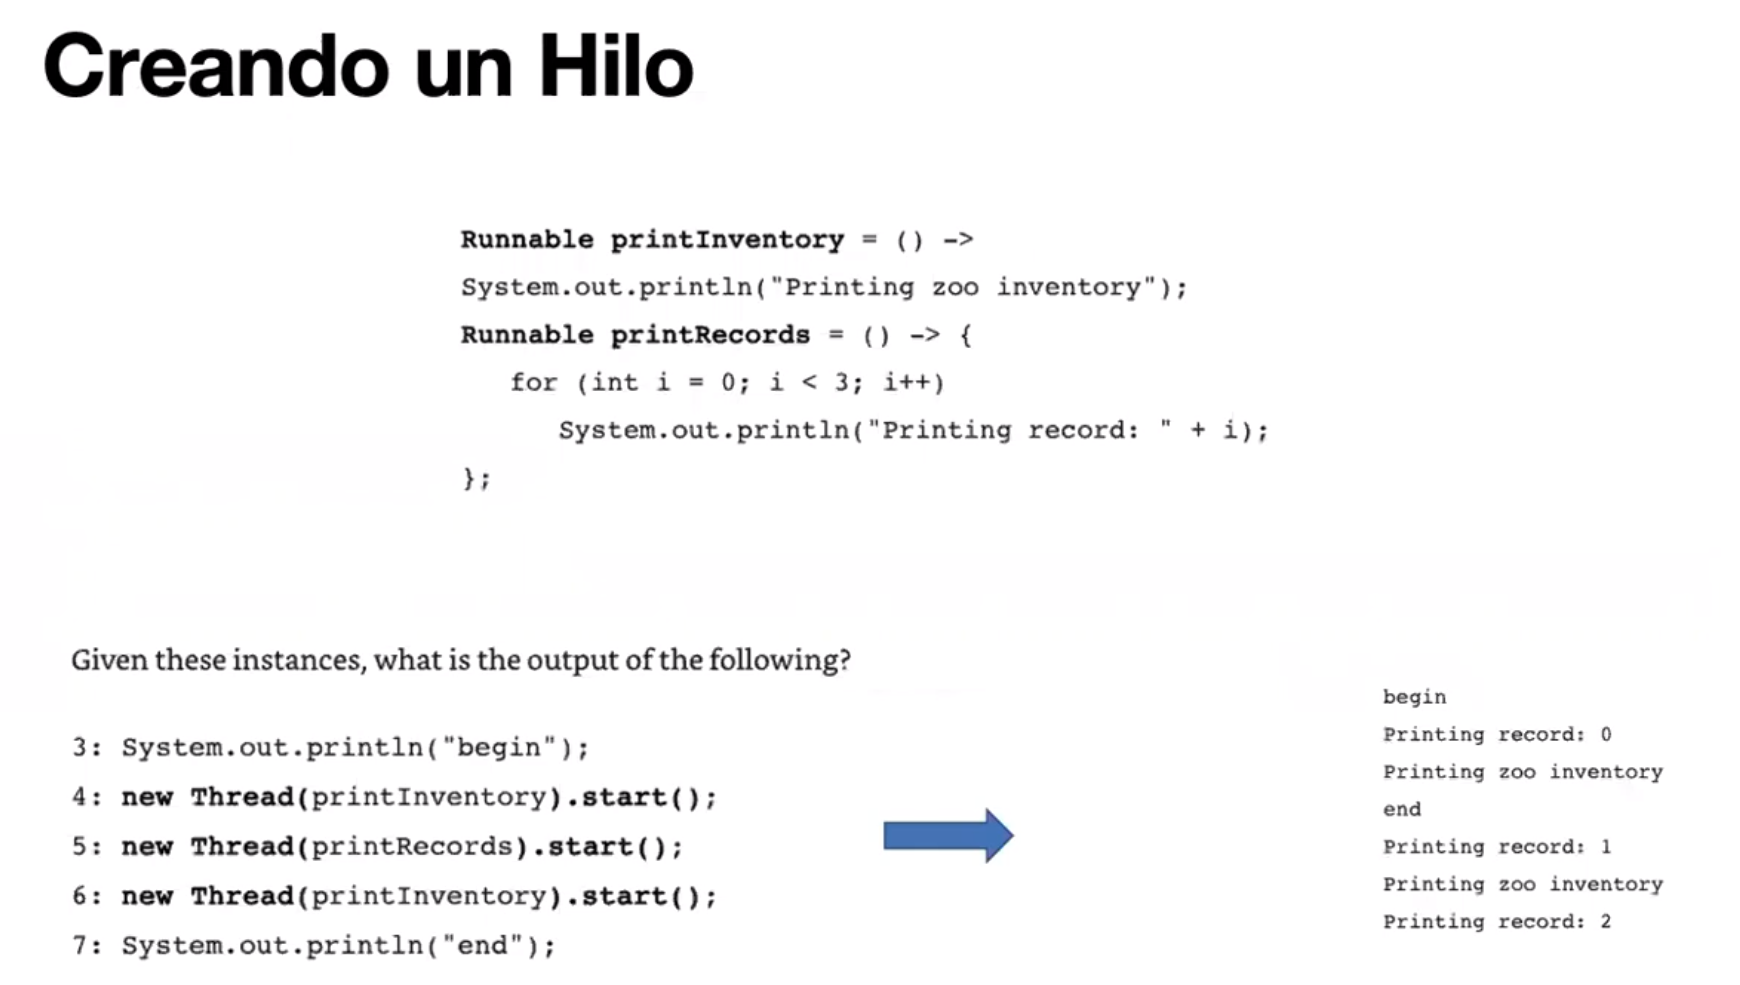 Creando un Hilo
Runnable printInventory = () ->
System.out.println("Printing zoo inventory");
Runnable printRecords = () -> {
for (int i = 0; i < 3; i++)
System.out.println("Printing record: " + i);
};
Given these instances, what is the output of the following?
3: System.out.println("begin");
4: new Thread(printInventory).start();
5: new Thread(printRecords).start();
6: new Thread(printInventory).start();
7: System.out.println("end");
begin
Printing record: 0
Printing zoo inventory
end
Printing record: 1
Printing zoo inventory
Printing record: 2